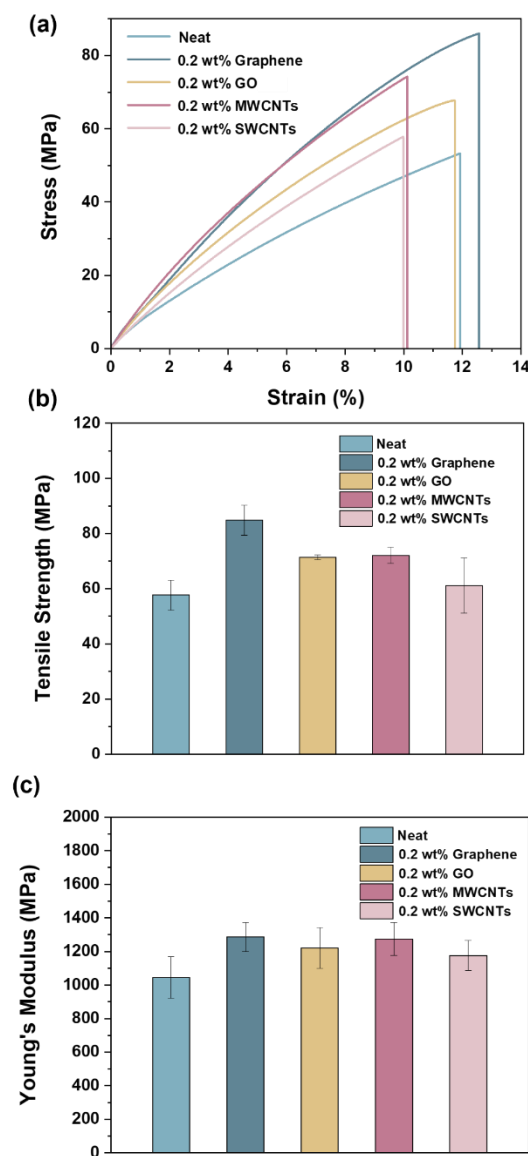 (a)
Neat
0.2 wt% Graphene
0.2 wt% GO
0.2 wt% MWCNTs
0.2 wt% SWCNTs
Stress (MPa)
80
60
40
20
0
0 2 4 6 8 10 12 14
Strain (%)
(b)
Neat
0.2 wt% Graphene
0.2 wt% GO
0.2 wt% MWCNTs
0.2 wt% SWCNTs
Tensile Strength (MPa)
120
100
80
60
40
20
0
(c)
Neat
0.2 wt% Graphene
0.2 wt% GO
0.2 wt% MWCNTs
0.2 wt% SWCNTs
Young's Modulus (MPa)
2000
1800
1600
1400
1200
1000
800
600
400
200
0